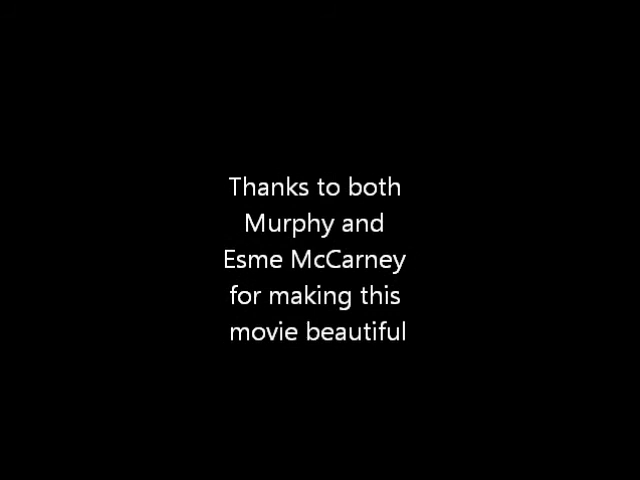 Thanks to both
Murphy and
Esme McCarney
for making this
movie beautiful